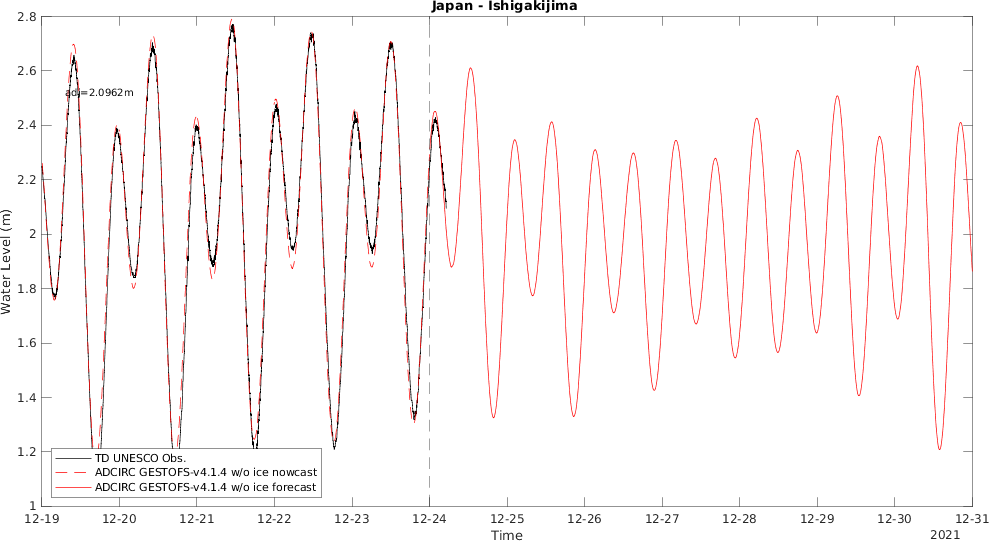 Japan - Ishigakijima
2.8
2.6
2.4
2.2
2
1.8
1.6
1.4
1.2
1
Water Level (m)
adj=2.0962m
TD UNESCO Obs.
ADCIRC GESTOFS-v4.1.4 w/o ice nowcast
ADCIRC GESTOFS-v4.1.4 w/o ice forecast
12-19 12-20 12-21 12-22 12-23 12-24 12-25 12-26 12-27 12-28 12-29 12-30 12-31
Time
2021